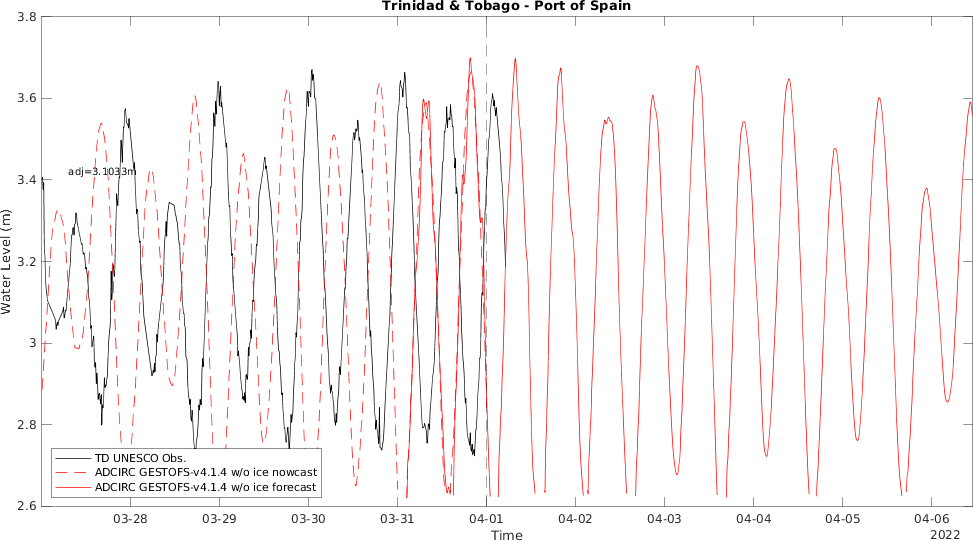 Trinidad & Tobago - Port of Spain
3.8
3.6
3.4
3.2
3
2.8
2.6
Water Level (m)
adj=3.1033m
TD UNESCO Obs.
ADCIRC GESTOFS-v4.1.4 w/o ice nowcast
ADCIRC GESTOFS-v4.1.4 w/o ice forecast
03-28 03-29 03-30 03-31 04-01 04-02 04-03 04-04 04-05 04-06
Time
2022